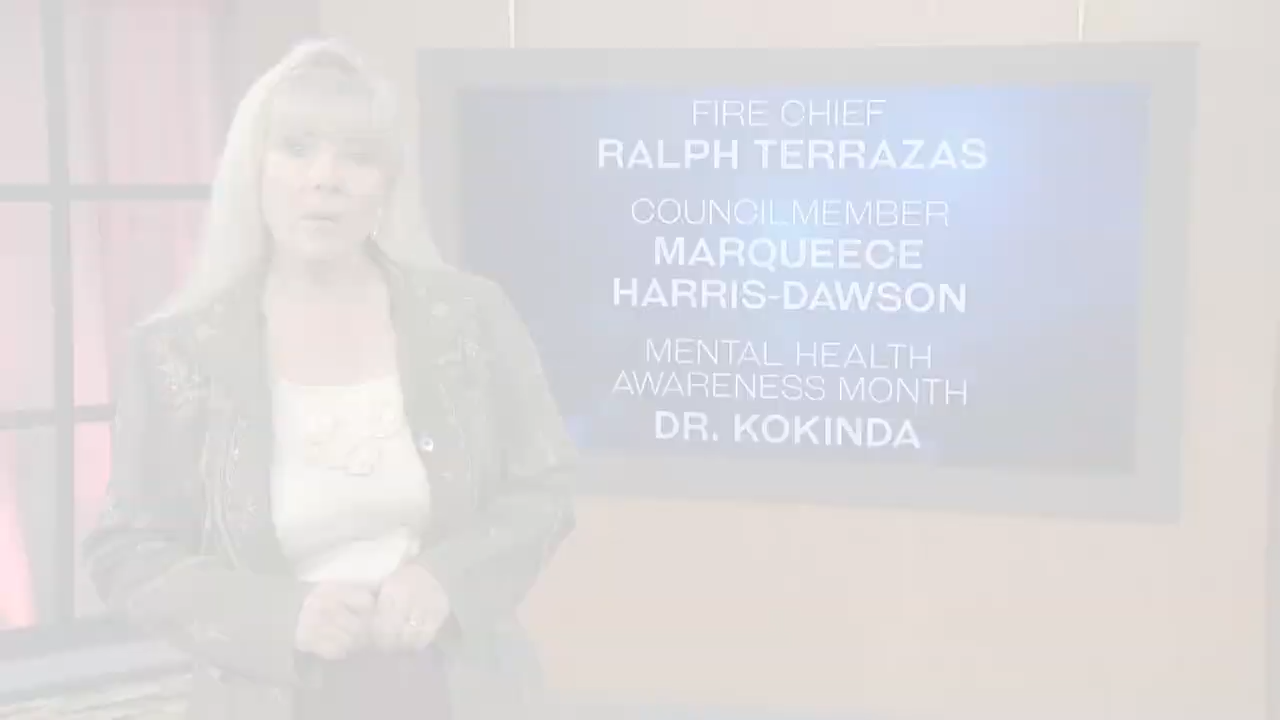 FIRE CHIEF
RALPH TERRAZAS
COUNCILMEMBER
MARQUEECE
HARRIS-DAWSON
MENTAL HEALTH
AWARENESS MONTH
DR. KOKINDA